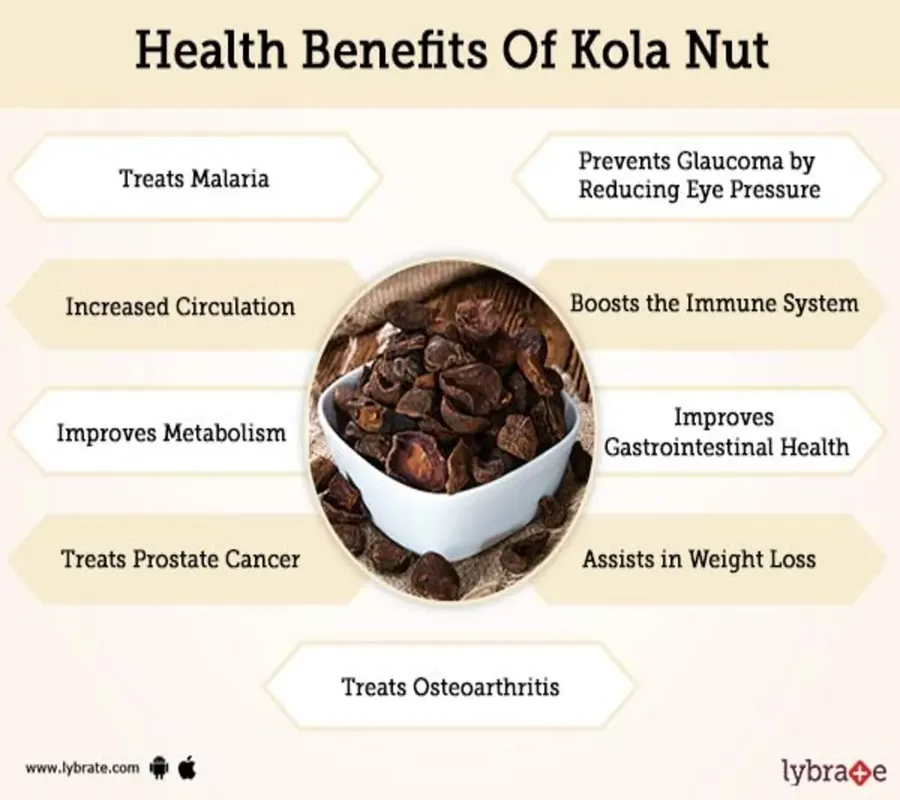 Health Benefits Of Kola Nut
Treats Malaria
Prevents Glaucoma by
Reducing Eye Pressure
Increased Circulation
Boosts the Immune System
Improves Metabolism
Improves
Gastrointestinal Health
Treats Prostate Cancer
Assists in Weight Loss
Treats Osteoarthritis
www.lybrate.com
lybrate